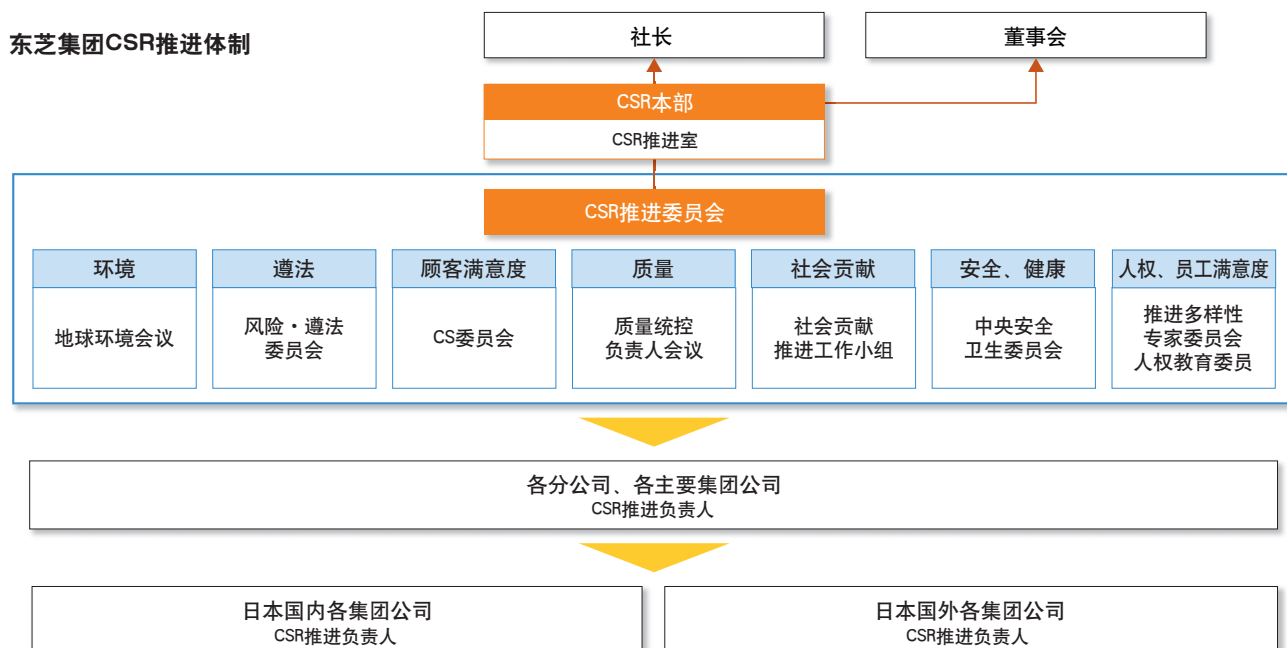 东芝集团CSR推进体制
社长
董事会
CSR本部
CSR推进室
CSR推进委员会
环境
地球环境会议
遵法
风险・遵法
委员会
顾客满意度
CS委员会
质量
质量统控
负责人会议
社会贡献
社会贡献
推进工作小组
安全、健康
中央安全
卫生委员会
人权、员工满意度
推进多样性
专家委员会
人权教育委员
各分公司、各主要集团公司
CSR推进负责人
日本国内各集团公司
CSR推进负责人
日本国外各集团公司
CSR推进负责人